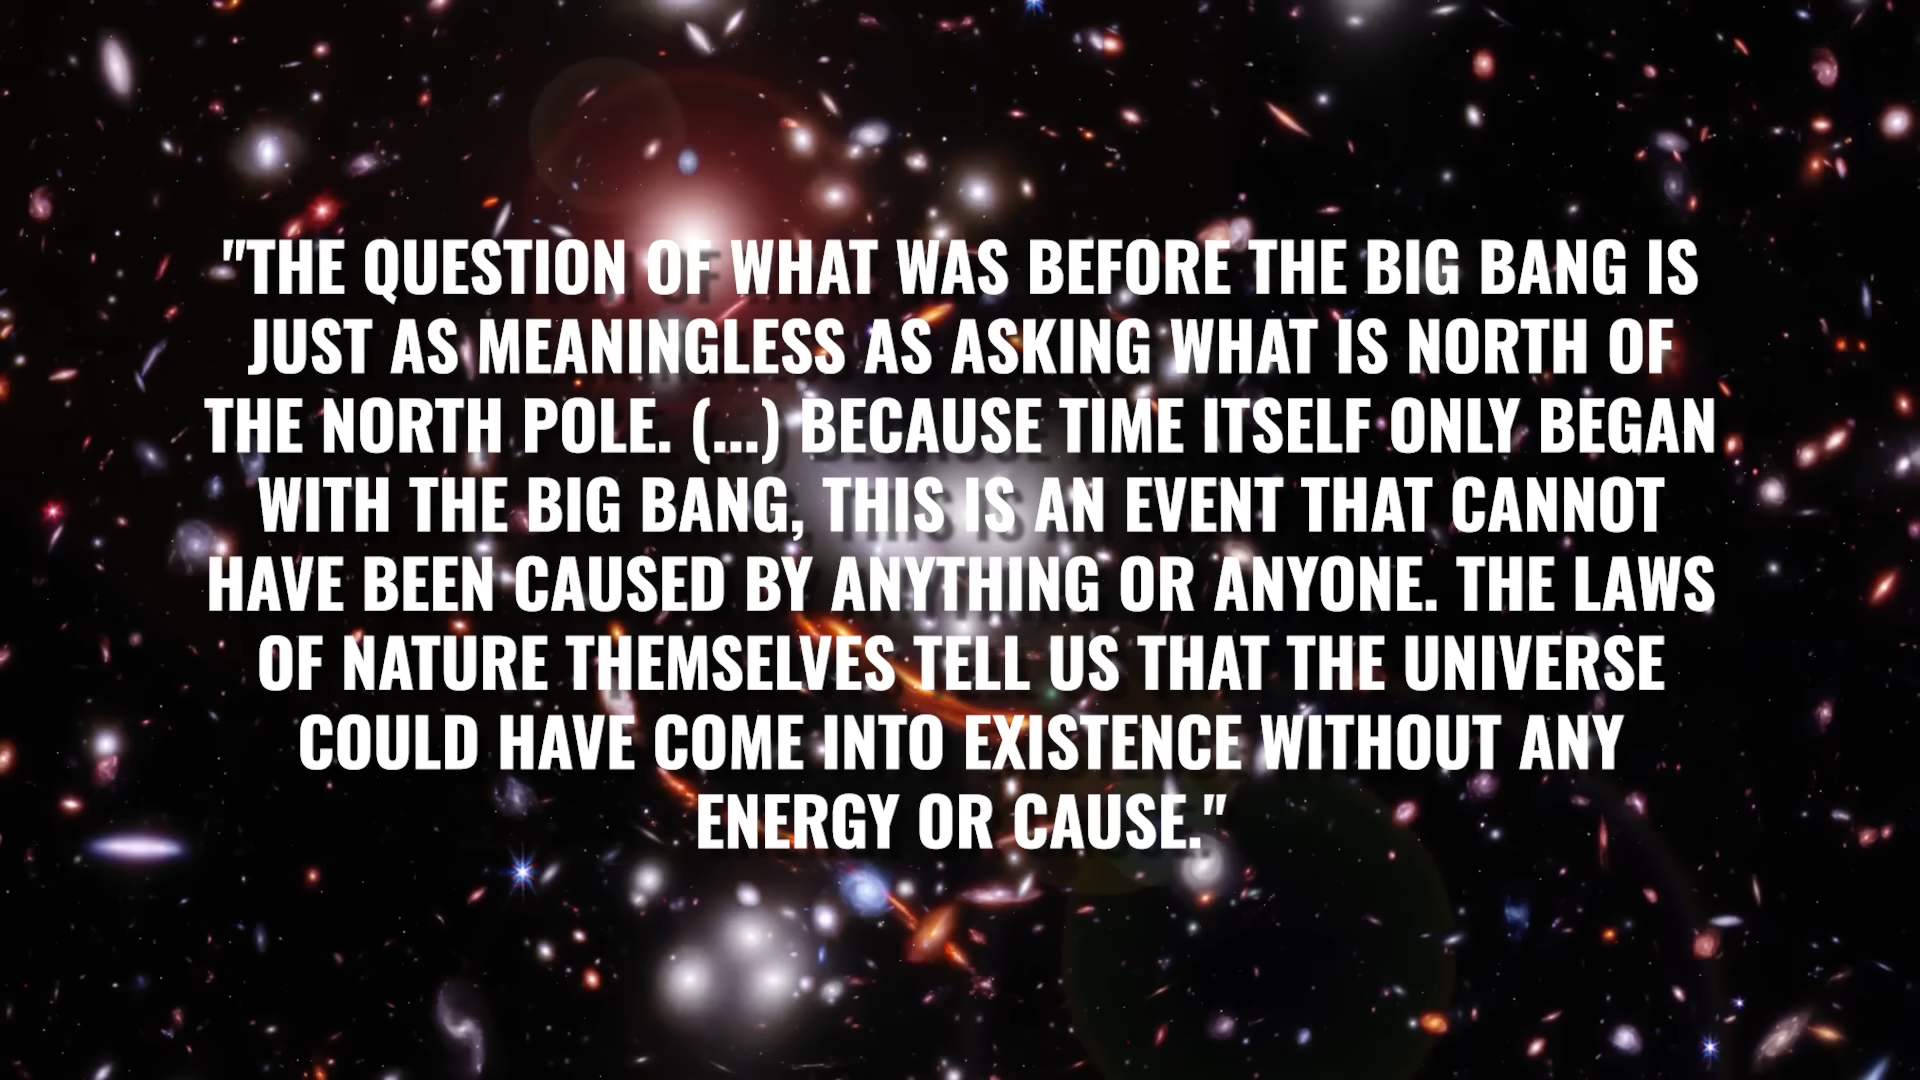 "THE QUESTION OF WHAT WAS BEFORE THE BIG BANG IS
JUST AS MEANINGLESS AS ASKING WHAT IS NORTH OF
THE NORTH POLE. (...) BECAUSE TIME ITSELF ONLY BEGAN
WITH THE BIG BANG, THIS IS AN EVENT THAT CANNOT
HAVE BEEN CAUSED BY ANYTHING OR ANYONE. THE LAWS
OF NATURE THEMSELVES TELL US THAT THE UNIVERSE
COULD HAVE COME INTO EXISTENCE WITHOUT ANY
ENERGY OR CAUSE."